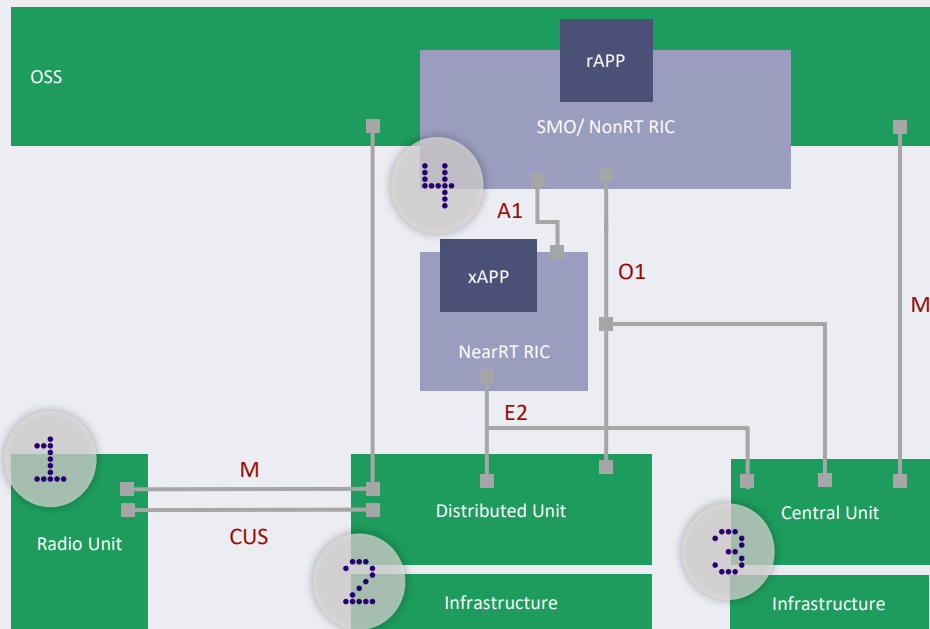 rAPP
OSS
SMO/ NonRT RIC
4
A1
xAPP
O1
M
NearRT RIC
E2
1
M
Distributed Unit
Central Unit
CUS
Radio Unit
3
2
Infrastructure
Infrastructure